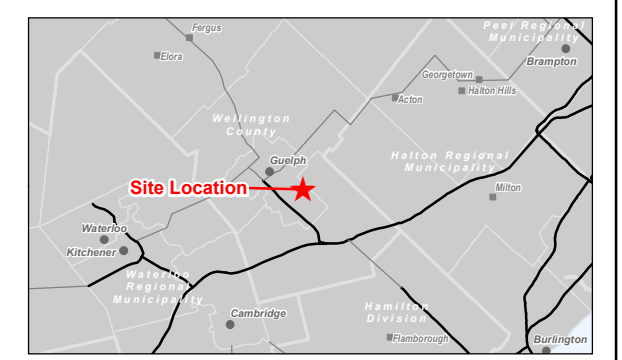 Peel Regional
Municipality
Fergus
Elora
Brampton
Georgetown
Halton Hills
Acton
Wellington
County
Guelph
Halton Regional
Municipality
Site Location
Milton
Waterloo
Kitchener
Waterloo
Regional
Municipality
Cambridge
Hamilton
Division
Flamborough
Burlington